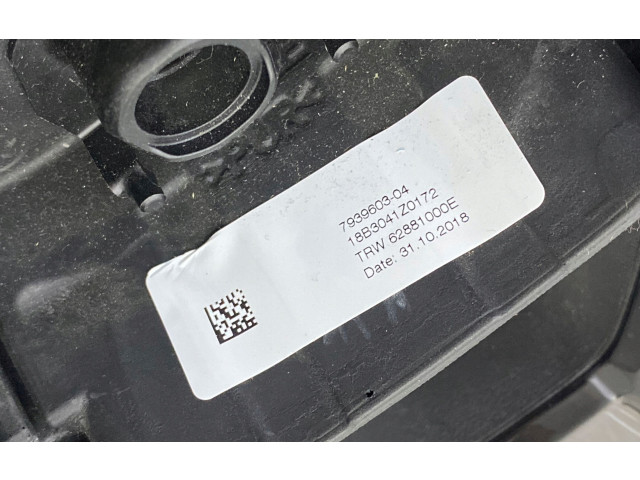 7939603-04
18B3041Z0172
TRW 62881000E
Date: 31.10.2018